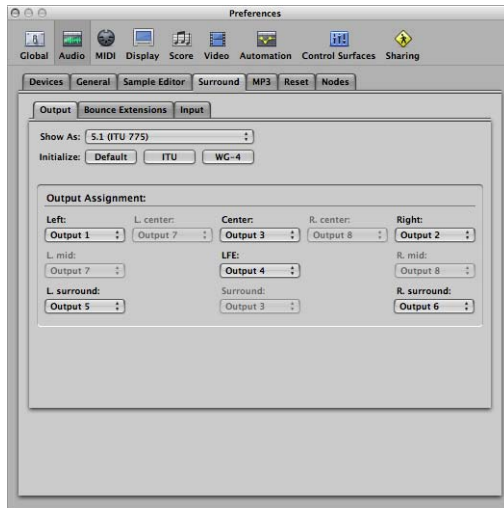 Preferences
Global Audio MIDI Display Score Video Automation Control Surfaces Sharing
Devices General Sample Editor Surround MP3 Reset Nodes
Output Bounce Extensions Input
Show As: 5.1 (ITU 775)
Initialize: Default ITU WG-4
Output Assignment:
Left: L. center: Center: R. center: Right:
Output 1 Output 7 Output 3 Output 8 Output 2
L. mid: LFE: R. mid:
Output 7 Output 4 Output 8
L. surround: Surround: R. surround:
Output 5 Output 3 Output 6